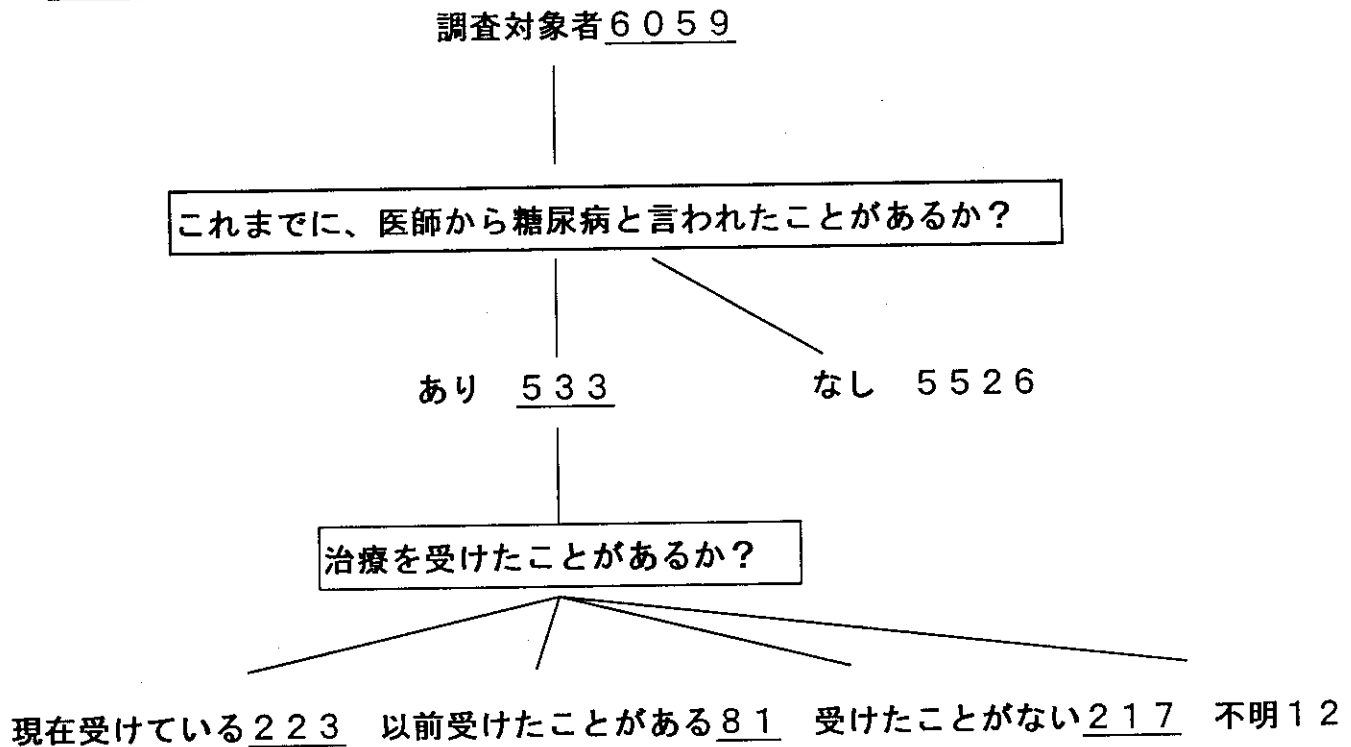 調査対象者６０５９
これまでに、医師から糖尿病と言われたことがあるか？
あり　５３３　なし　５５２６
治療を受けたことがあるか？
現在受けている２２３　以前受けたことがある８１　受けたことがない２１７　不明１２